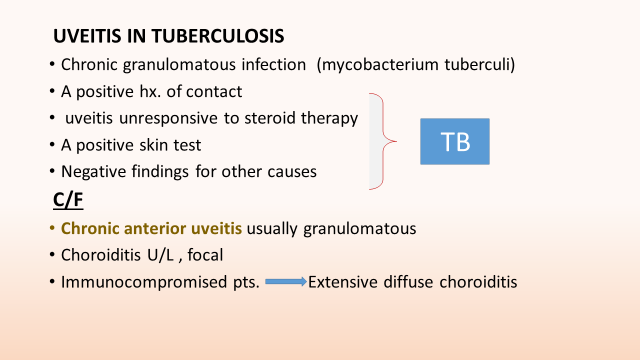 UVEITIS IN TUBERCULOSIS
• Chronic granulomatous infection (mycobacterium tuberculi)
• A positive hx. of contact
• uveitis unresponsive to steroid therapy
• A positive skin test
• Negative findings for other causes
TB
C/F
• Chronic anterior uveitis usually granulomatous
• Choroiditis U/L , focal
• Immunocompromised pts. Extensive diffuse choroiditis